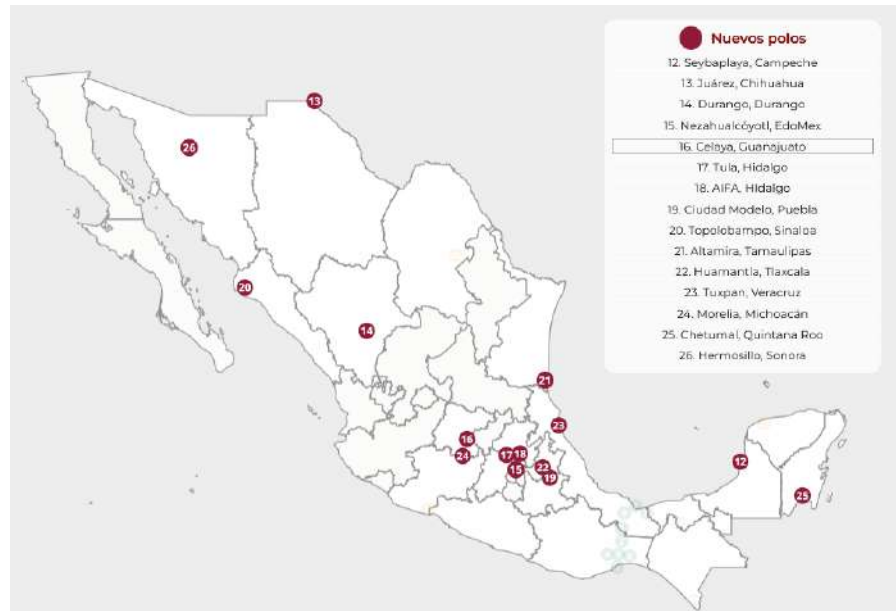 Nuevos polos
12. Seybaplaya, Campeche
13. Juárez, Chihuahua
14. Durango, Durango
15. Nezahualcóyotl, EdoMex
16. Celaya, Guanajuato
17. Tula, Hidalgo
18. AIFA, Hidalgo
19. Ciudad Modelo, Puebla
20. Topolobampo, Sinaloa
21. Altamira, Tamaulipas
22. Huamantla, Tlaxcala
23. Tuxpan, Veracruz
24. Morelia, Michoacán
25. Chetumal, Quintana Roo
26. Hermosillo, Sonora
13
26
20
14
21
23
16
24
17
18
15
22
19
12
25